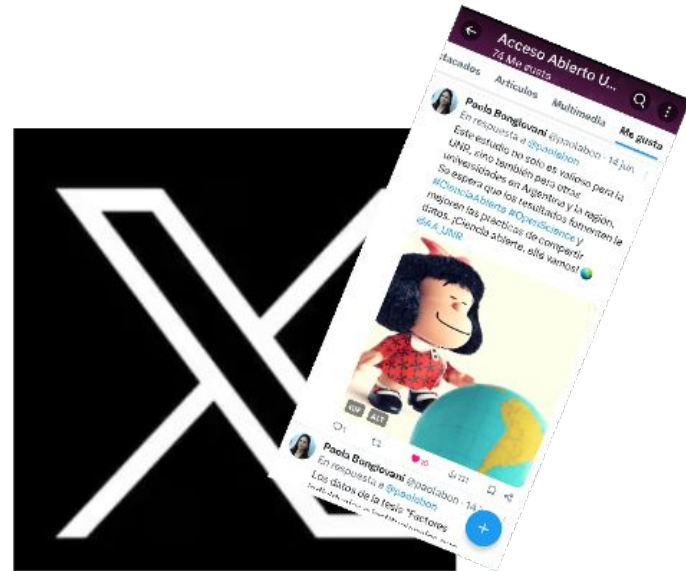 Acceso Abierto U...
74 Me gusta
tacados Artículos Multimedia Me gusta
Paola Bongiovani @paolabon · 14 jun
En respuesta a @paolabon
Este estudio no solo es valioso para la
UNR, sino también para otras
universidades en Argentina y la región.
Se espera que los resultados fomenten le
#CienciaAbierta #OpenScience y
mejoren las prácticas de compartir
datos. ¡Ciencia abierta, allá vamos!
@AA_UNR
ALT
1
10
Paola Bongiovani @paolabon · 14
En respuesta a @paolabon
Los datos de la tesis "Factores